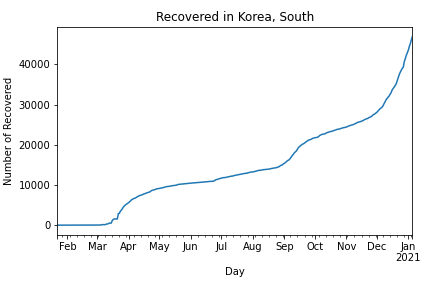 Recovered in Korea, South
Number of Recovered
40000
30000
20000
10000
0
Feb Mar Apr May Jun Jul Aug Sep Oct Nov Dec Jan
2021
Day